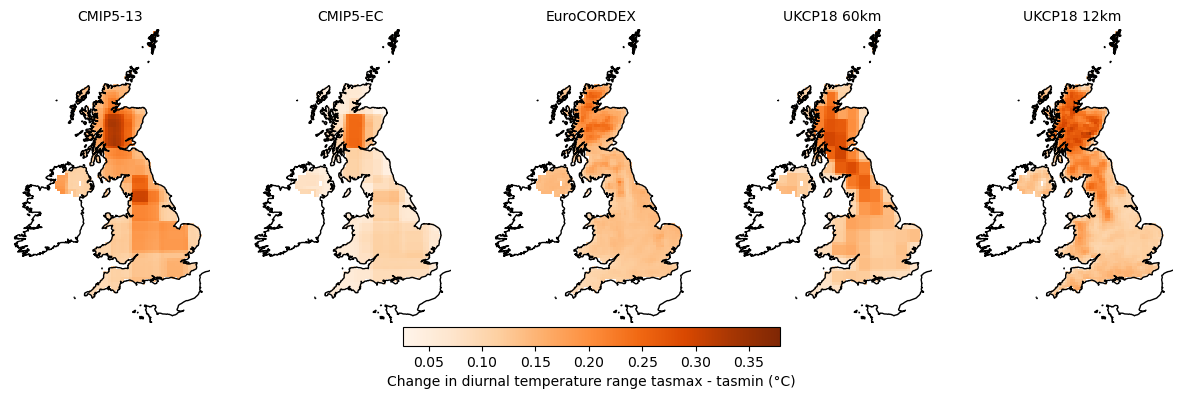 CMIP5-13
CMIP5-EC
EuroCORDEX
UKCP18 60km
UKCP18 12km
0.05 0.10 0.15 0.20 0.25 0.30 0.35
Change in diurnal temperature range tasmax - tasmin (°C)